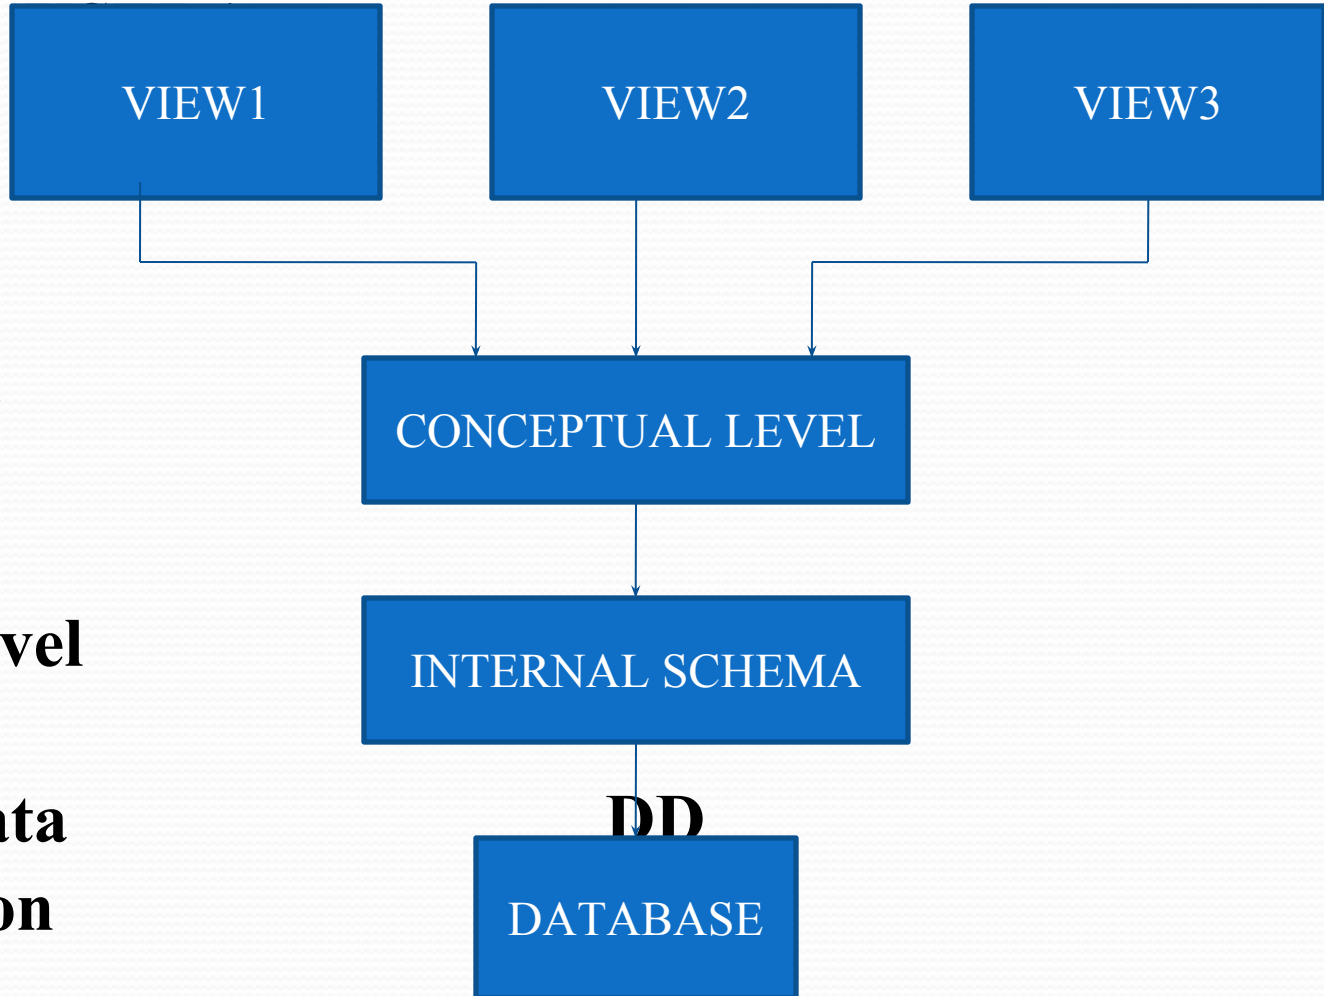 VIEW1 VIEW2 VIEW3
CONCEPTUAL LEVEL
vel
INTERNAL SCHEMA
ata DD
on
DATABASE